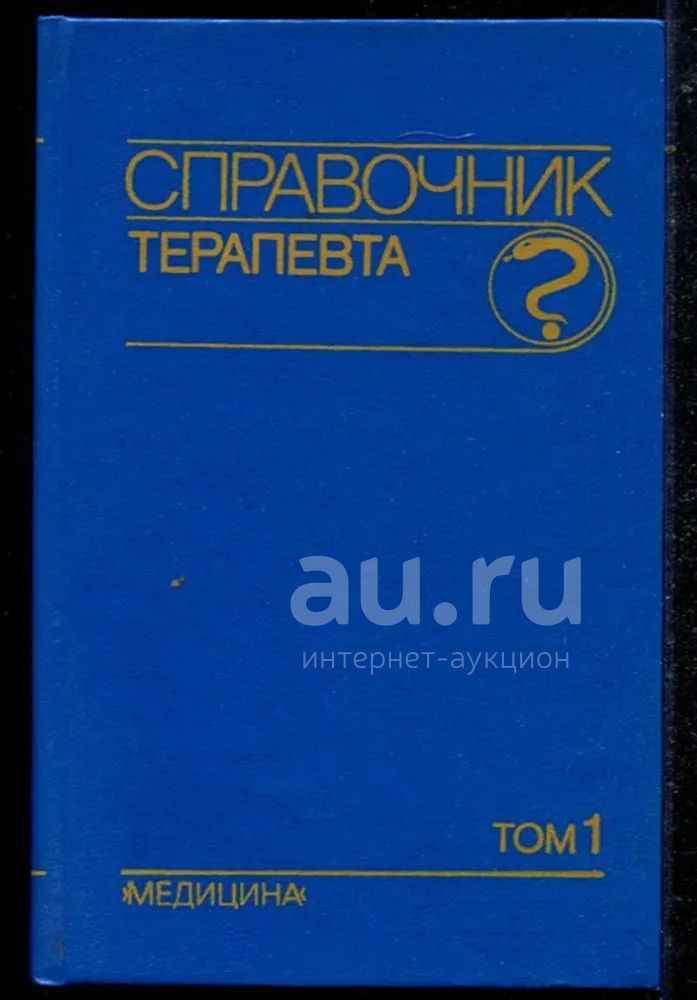 СПРАВОЧНИК
ТЕРАПЕВТА
au.ru
интернет-аукцион
ТОМ 1
»МЕДИЦИНА«